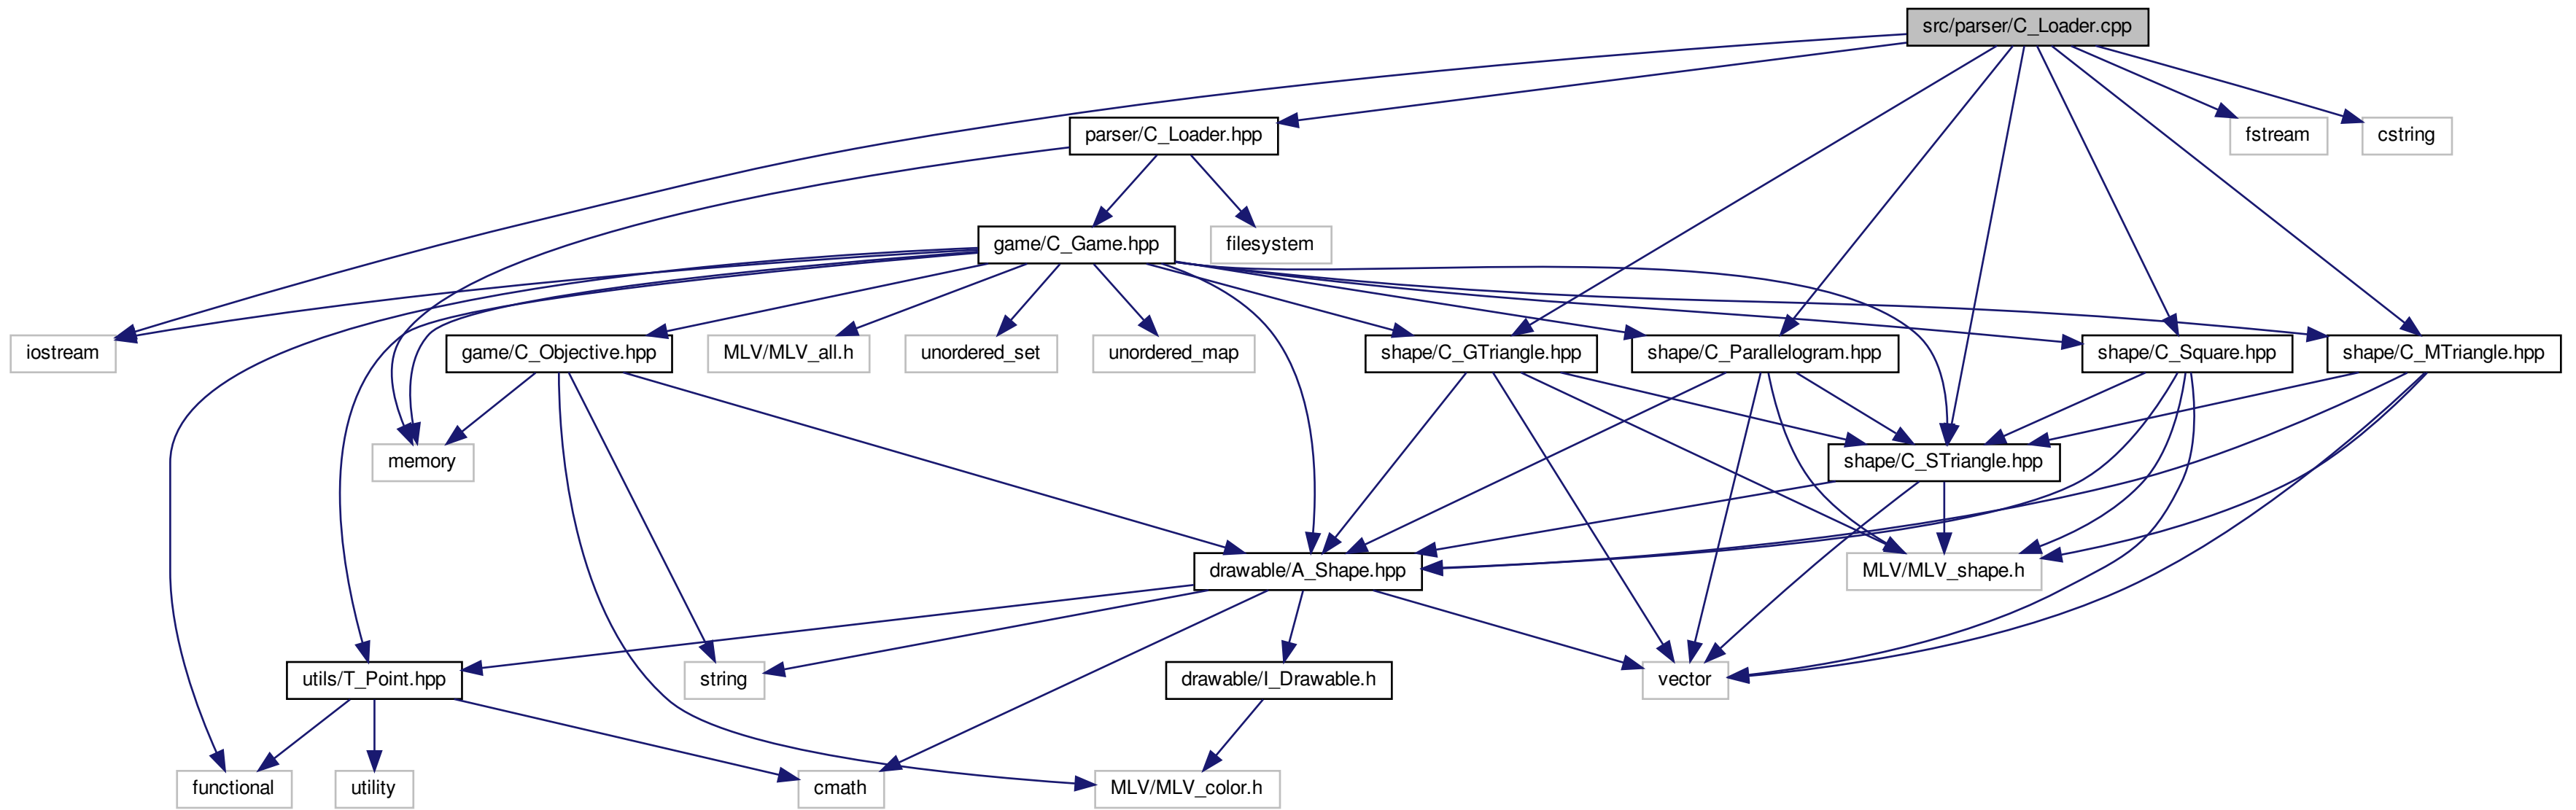 src/parser/C_Loader.cpp
parser/C_Loader.hpp
fstream
cstring
game/C_Game.hpp
filesystem
iostream
game/C_Objective.hpp
MLV/MLV_all.h
unordered_set
unordered_map
shape/C_GTriangle.hpp
shape/C_Parallelogram.hpp
shape/C_Square.hpp
shape/C_MTriangle.hpp
memory
shape/C_STriangle.hpp
drawable/A_Shape.hpp
MLV/MLV_shape.h
utils/T_Point.hpp
string
drawable/I_Drawable.h
vector
functional
utility
cmath
MLV/MLV_color.h